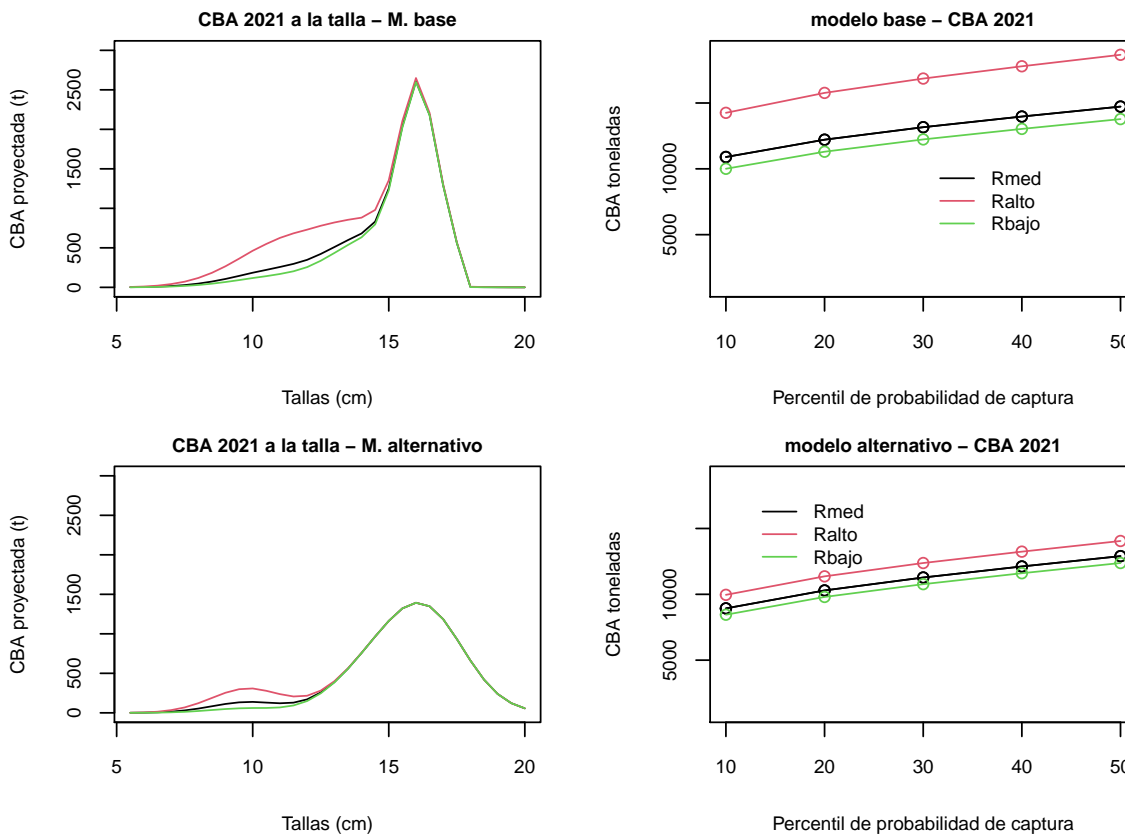 CBA 2021 a la talla – M. base
CBA proyectada (t)
2500
1500
500
0
5 10 15 20
Tallas (cm)
modelo base – CBA 2021
CBA toneladas
10000
5000
Rmed
Ralto
Rbajo
10 20 30 40 50
Percentil de probabilidad de captura
CBA 2021 a la talla – M. alternativo
CBA proyectada (t)
2500
1500
500
0
5 10 15 20
Tallas (cm)
modelo alternativo – CBA 2021
CBA toneladas
10000
5000
Rmed
Ralto
Rbajo
10 20 30 40 50
Percentil de probabilidad de captura